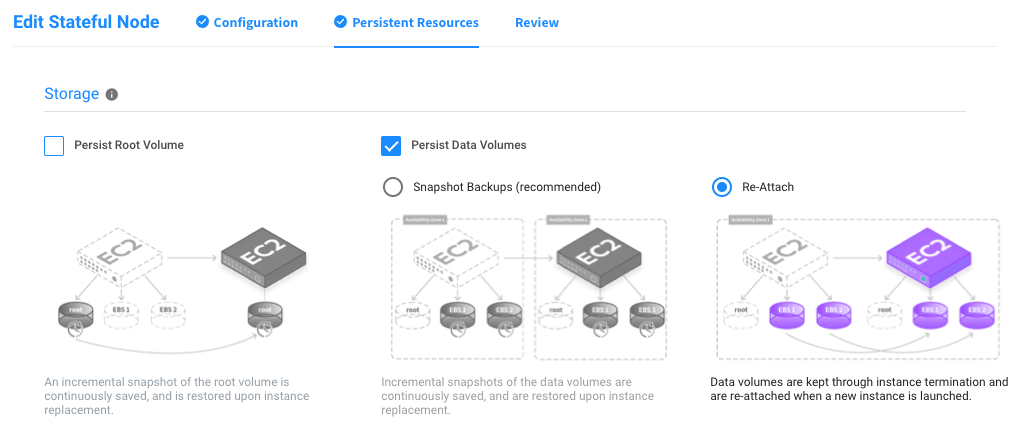 Edit Stateful Node
Configuration
Persistent Resources
Review
Storage
Persist Root Volume
Persist Data Volumes
Snapshot Backups (recommended)
Re-Attach
EC2
EC2
root
EBS 1
EBS 2
root
Availability Zone 1
Availability Zone 2
EC2
EC2
root
EBS 1
EBS 2
root
EBS 1
EBS 2
Availability Zone 1
EC2
EC2
root
EBS 1
EBS 2
root
EBS 1
EBS 2
An incremental snapshot of the root volume is
continuously saved, and is restored upon instance
replacement.
Incremental snapshots of the data volumes are
continuously saved, and are restored upon instance
replacement.
Data volumes are kept through instance termination and
are re-attached when a new instance is launched.